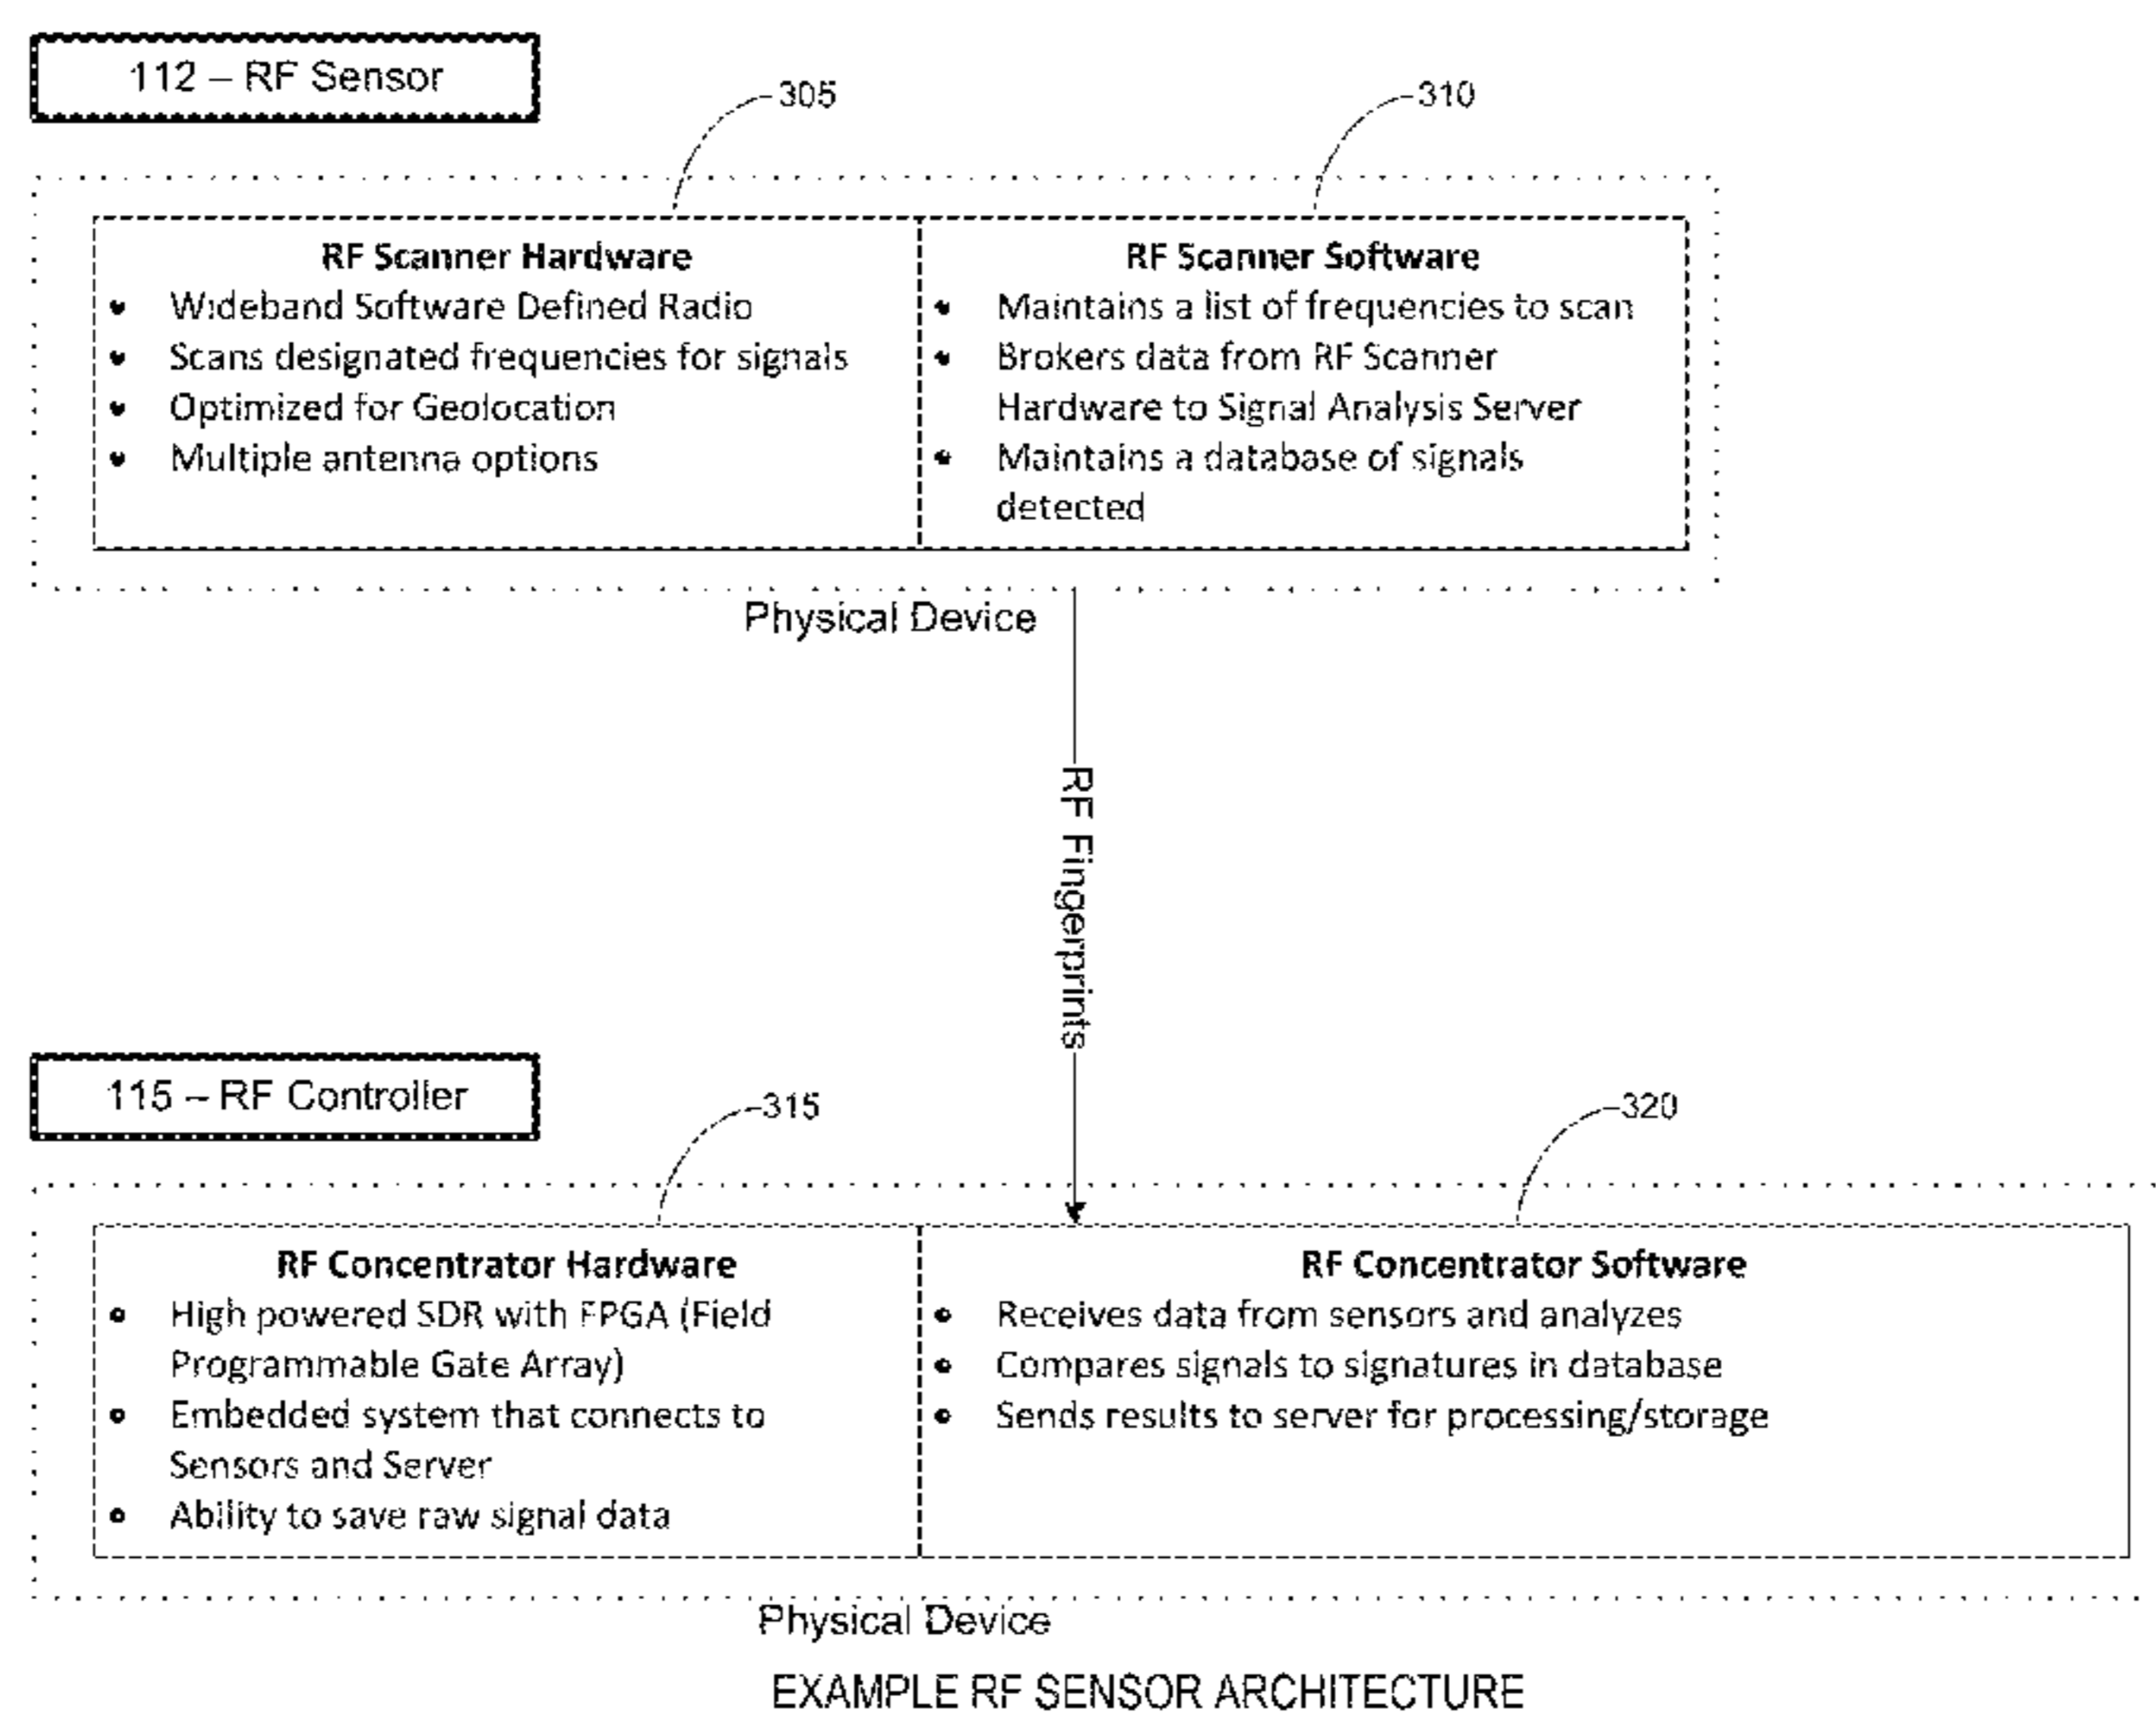 112 – RF Sensor
305
310
RF Scanner Hardware
• Wideband Software Defined Radio
• Scans designated frequencies for signals
• Optimized for Geolocation
• Multiple antenna options
RF Scanner Software
• Maintains a list of frequencies to scan
• Brokers data from RF Scanner
Hardware to Signal Analysis Server
• Maintains a database of signals
detected
Physical Device
RF Fingerprints
115 – RF Controller
315
320
RF Concentrator Hardware
• High powered SDR with FPGA (Field
Programmable Gate Array)
• Embedded system that connects to
Sensors and Server
• Ability to save raw signal data
RF Concentrator Software
• Receives data from sensors and analyzes
• Compares signals to signatures in database
• Sends results to server for processing/storage
Physical Device
EXAMPLE RF SENSOR ARCHITECTURE